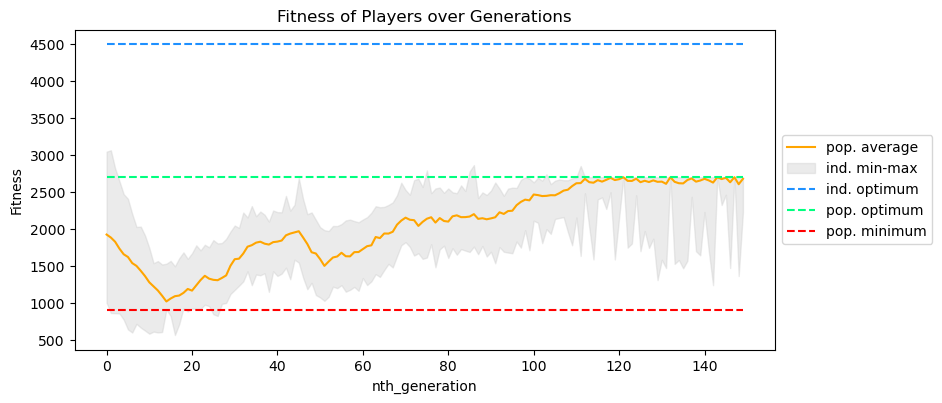 Fitness of Players over Generations
Fitness
4500
4000
3500
3000
2500
2000
1500
1000
500
0
20
40
60
80
100
120
140
nth_generation
pop. average
ind. min-max
ind. optimum
pop. optimum
pop. minimum